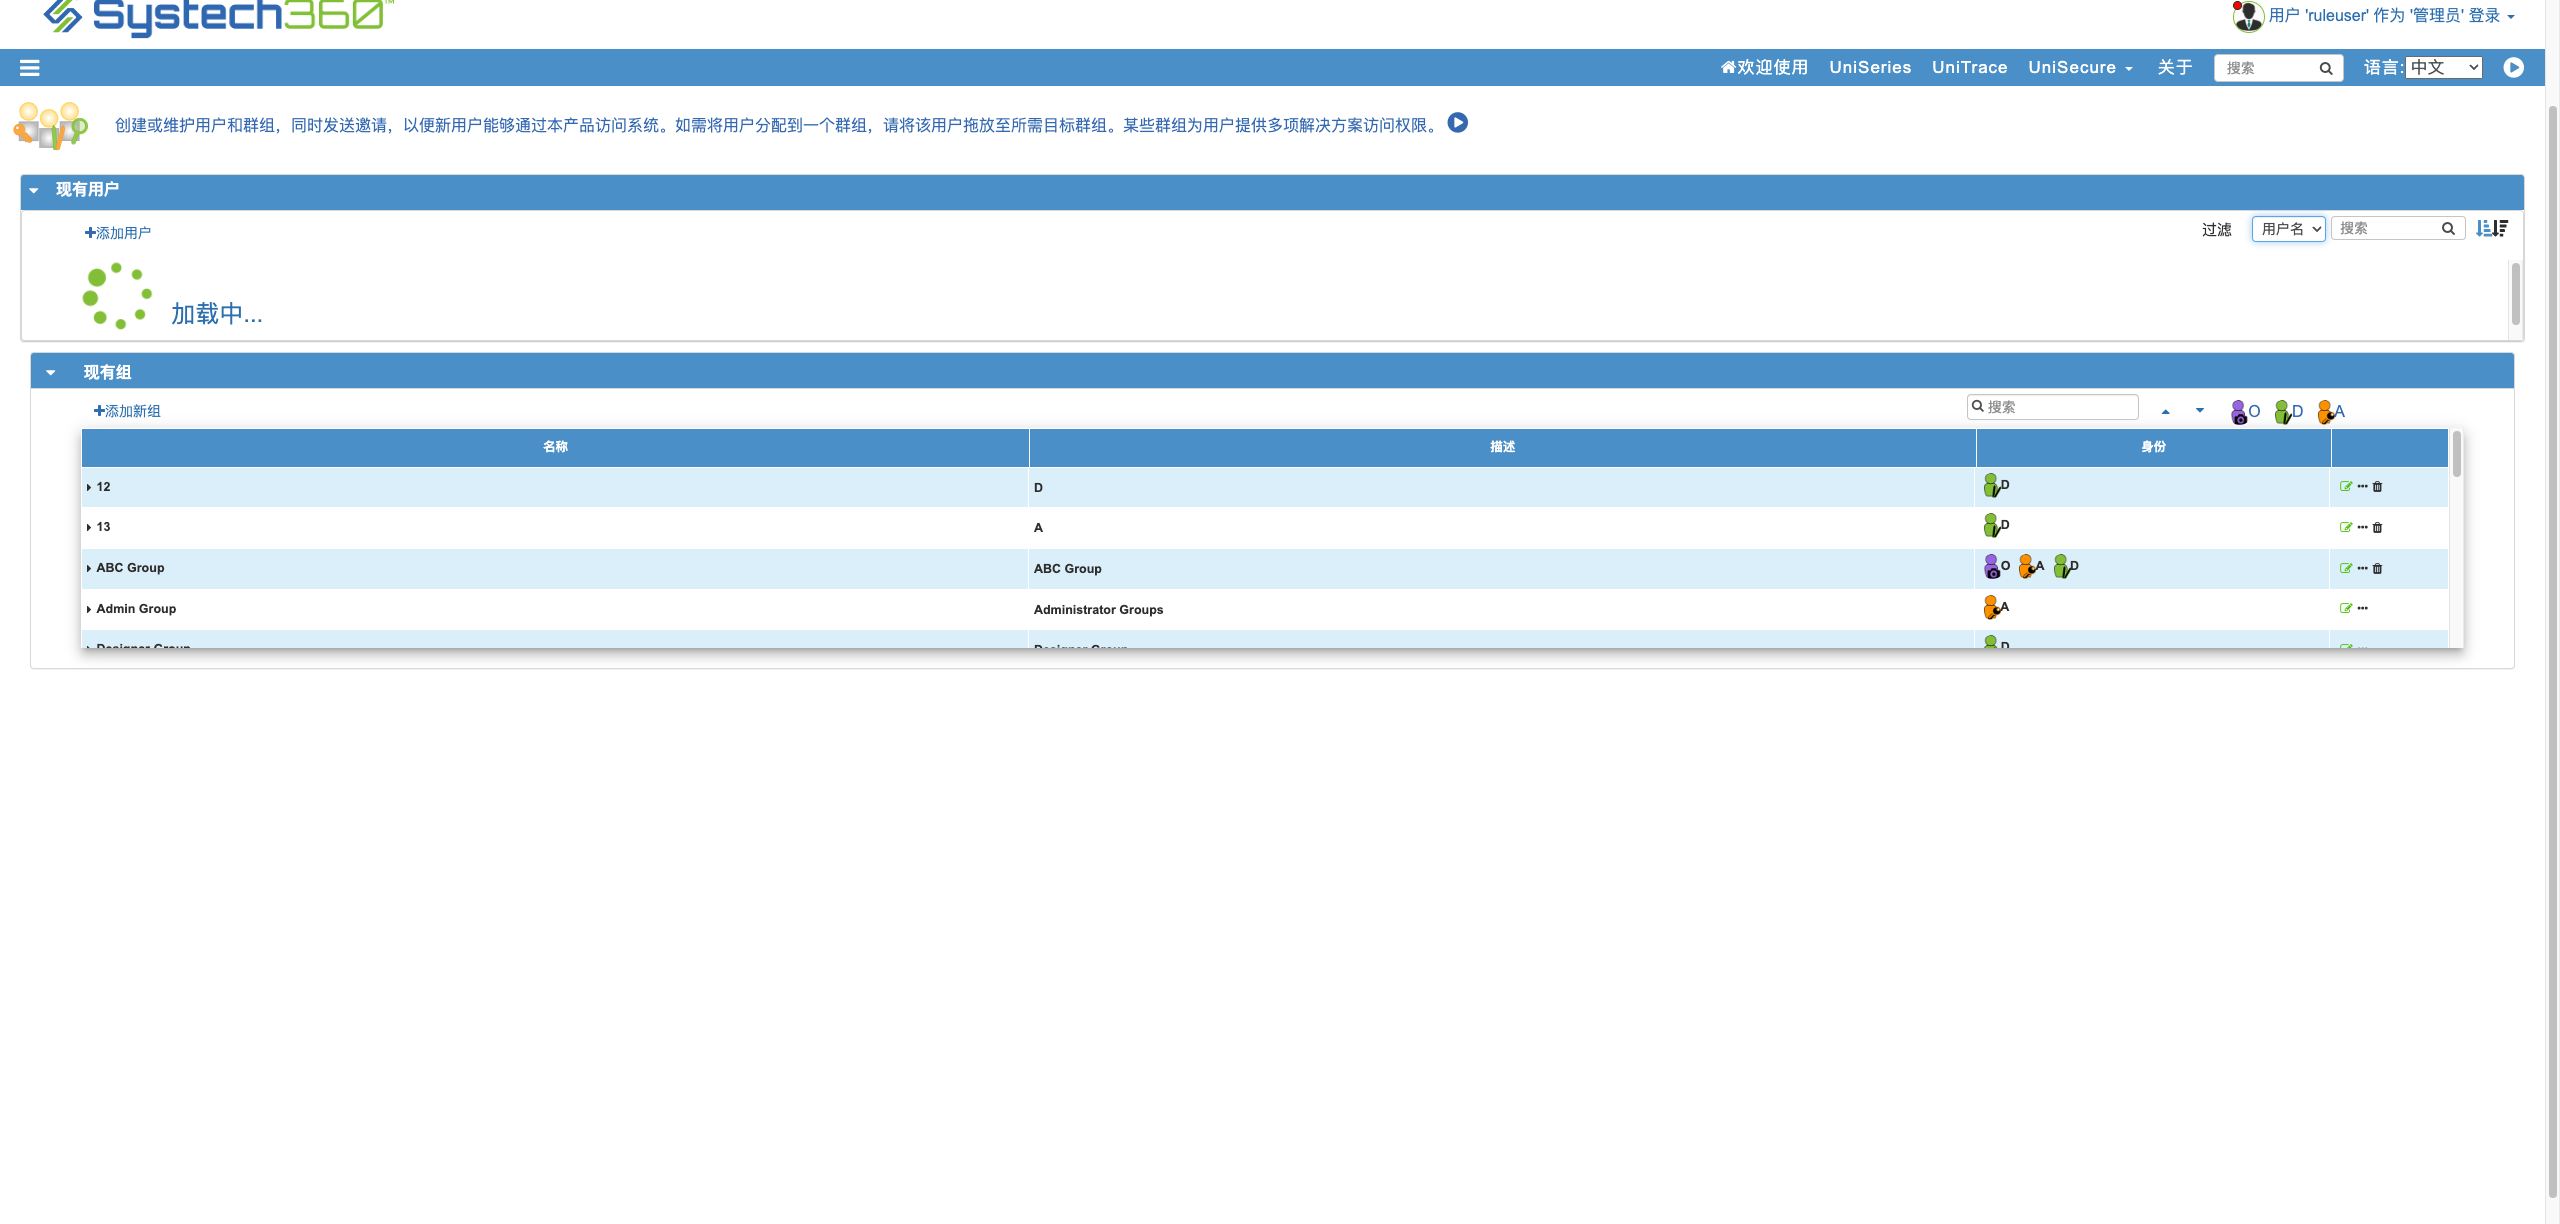 Systech360™
用户 'ruleuser' 作为 '管理员' 登录
欢迎使用 UniSeries UniTrace UniSecure 关于 搜索 语言: 中文
创建或维护用户和群组，同时发送邀请，以便新用户能够通过本产品访问系统。如需将用户分配到一个群组，请将该用户拖放至所需目标群组。某些群组为用户提供多项解决方案访问权限。
现有用户
添加用户 过滤 用户名 搜索
加载中...
现有组
添加新组 搜索 O D A
名称 描述 身份
12 D D
13 A D
ABC Group ABC Group O A D
Admin Group Administrator Groups A
Designer Group Designer Group D